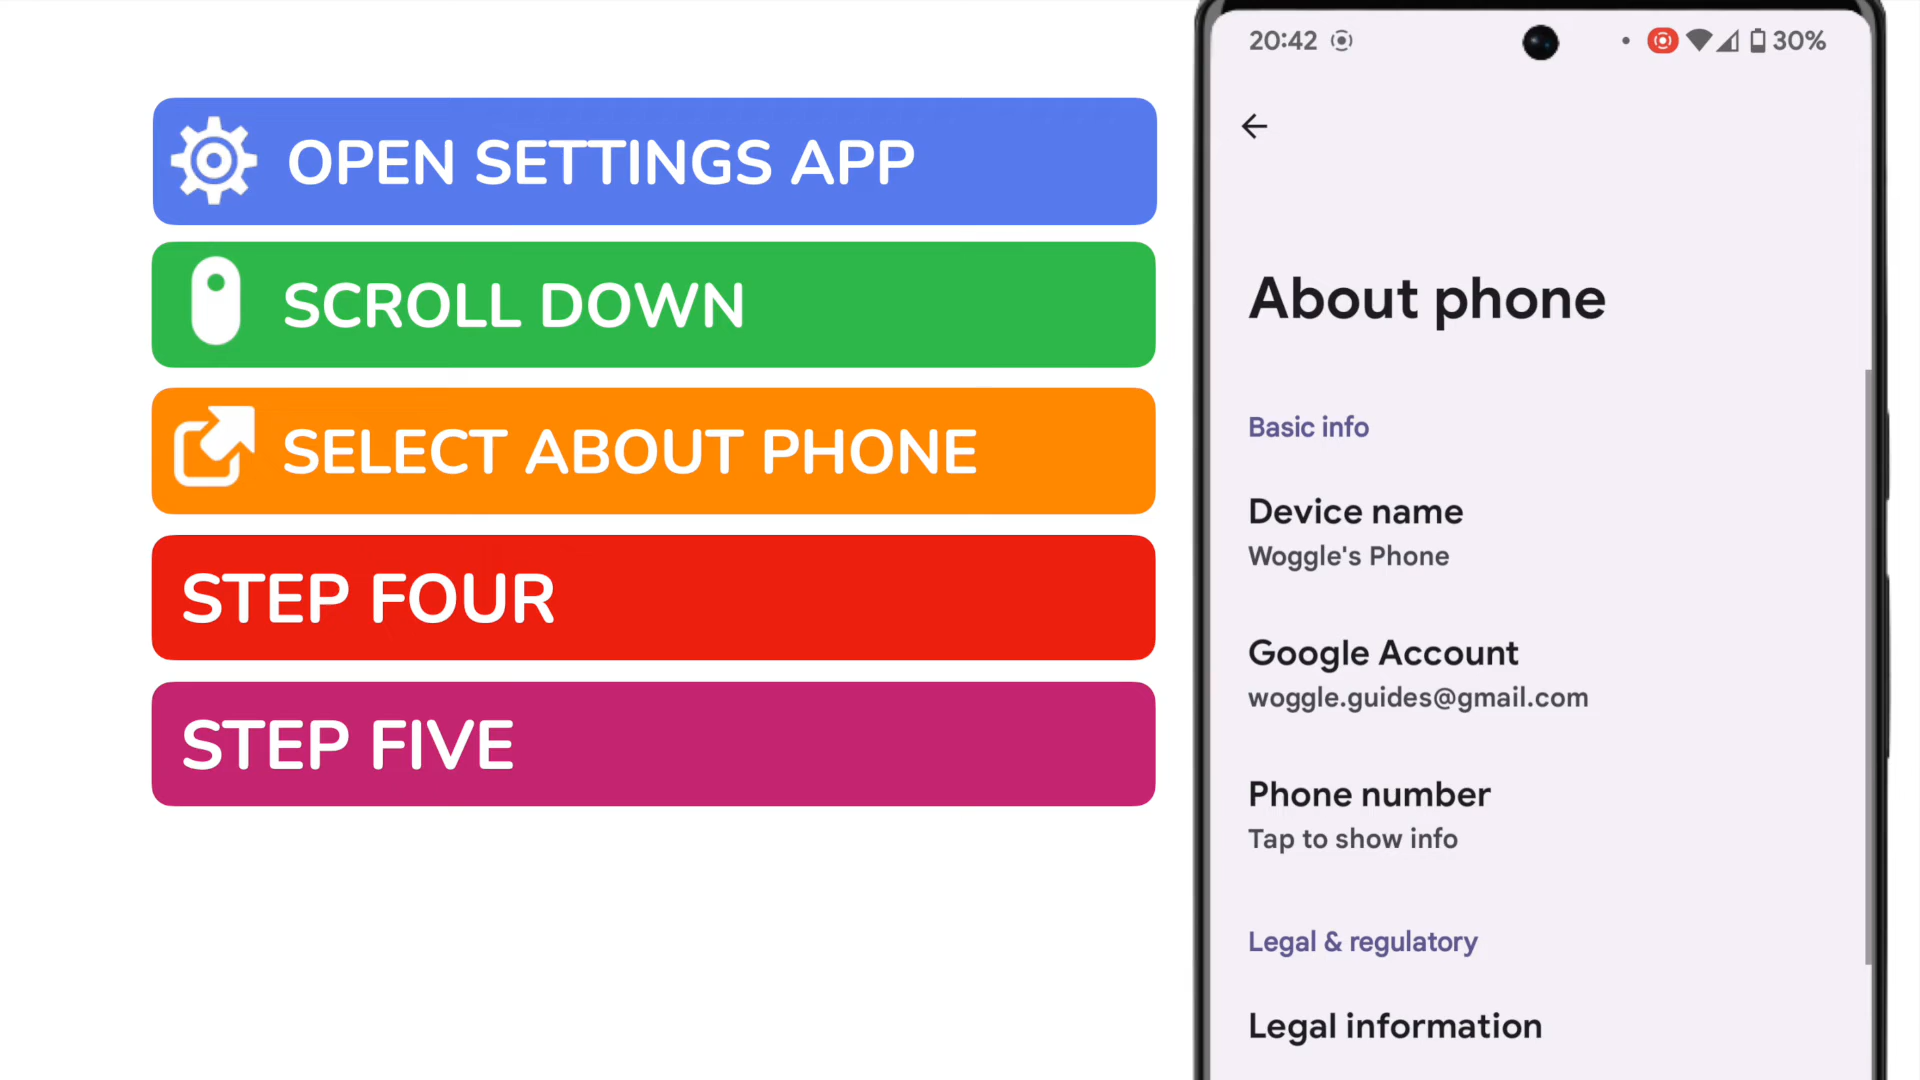 OPEN SETTINGS APP
SCROLL DOWN
SELECT ABOUT PHONE
STEP FOUR
STEP FIVE
20:42
30%
About phone
Basic info
Device name
Woggle's Phone
Google Account
woggle.guides@gmail.com
Phone number
Tap to show info
Legal & regulatory
Legal information